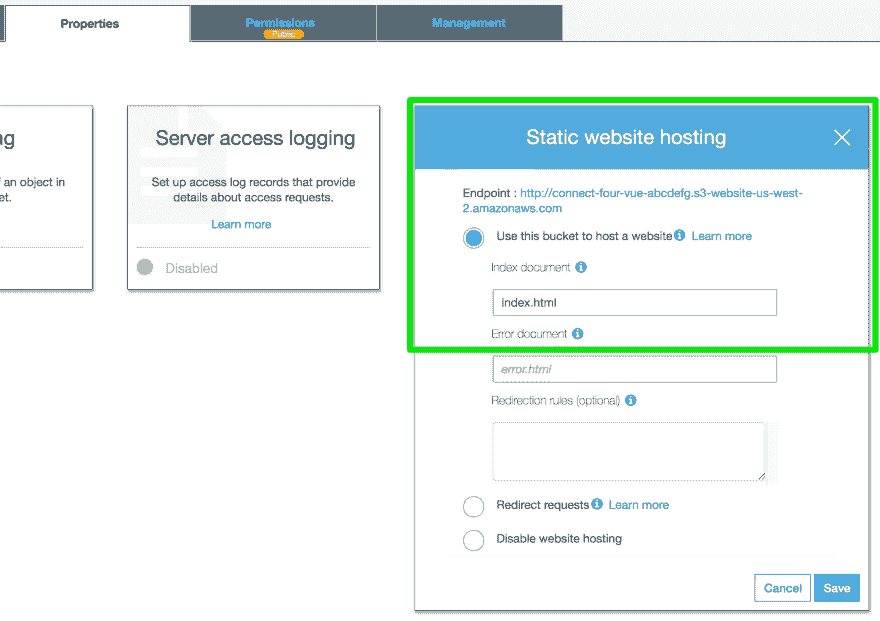 Properties
Permissions
Public
Management
g
f an object in
et.
Server access logging
Set up access log records that provide
details about access requests.
Learn more
Disabled
Static website hosting
Endpoint : http://connect-four-vue-abcdefg.s3-website-us-west-
2.amazonaws.com
Use this bucket to host a website Learn more
Index document
index.html
Error document
error.html
Redirection rules (optional)
Redirect requests Learn more
Disable website hosting
Cancel Save